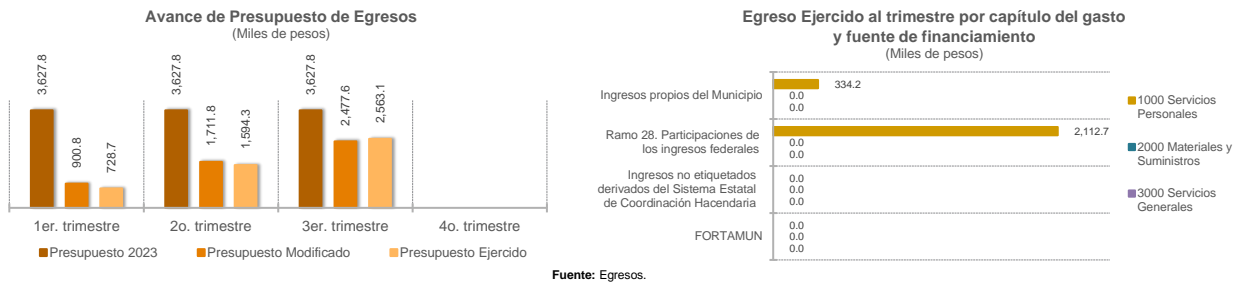 Avance de Presupuesto de Egresos
(Miles de pesos)
3,627.8
900.8
728.7
3,627.8
1,711.8
1,594.3
3,627.8
2,477.6
2,563.1
1er. trimestre
2o. trimestre
3er. trimestre
4o. trimestre
Presupuesto 2023
Presupuesto Modificado
Presupuesto Ejercido
Egreso Ejercido al trimestre por capítulo del gasto
y fuente de financiamiento
(Miles de pesos)
Ingresos propios del Municipio
334.2
0.0
0.0
Ramo 28. Participaciones de
los ingresos federales
2,112.7
0.0
0.0
Ingresos no etiquetados
derivados del Sistema Estatal
de Coordinación Hacendaria
0.0
0.0
FORTAMUN
0.0
0.0
0.0
1000 Servicios
Personales
2000 Materiales y
Suministros
3000 Servicios
Generales
Fuente: Egresos.